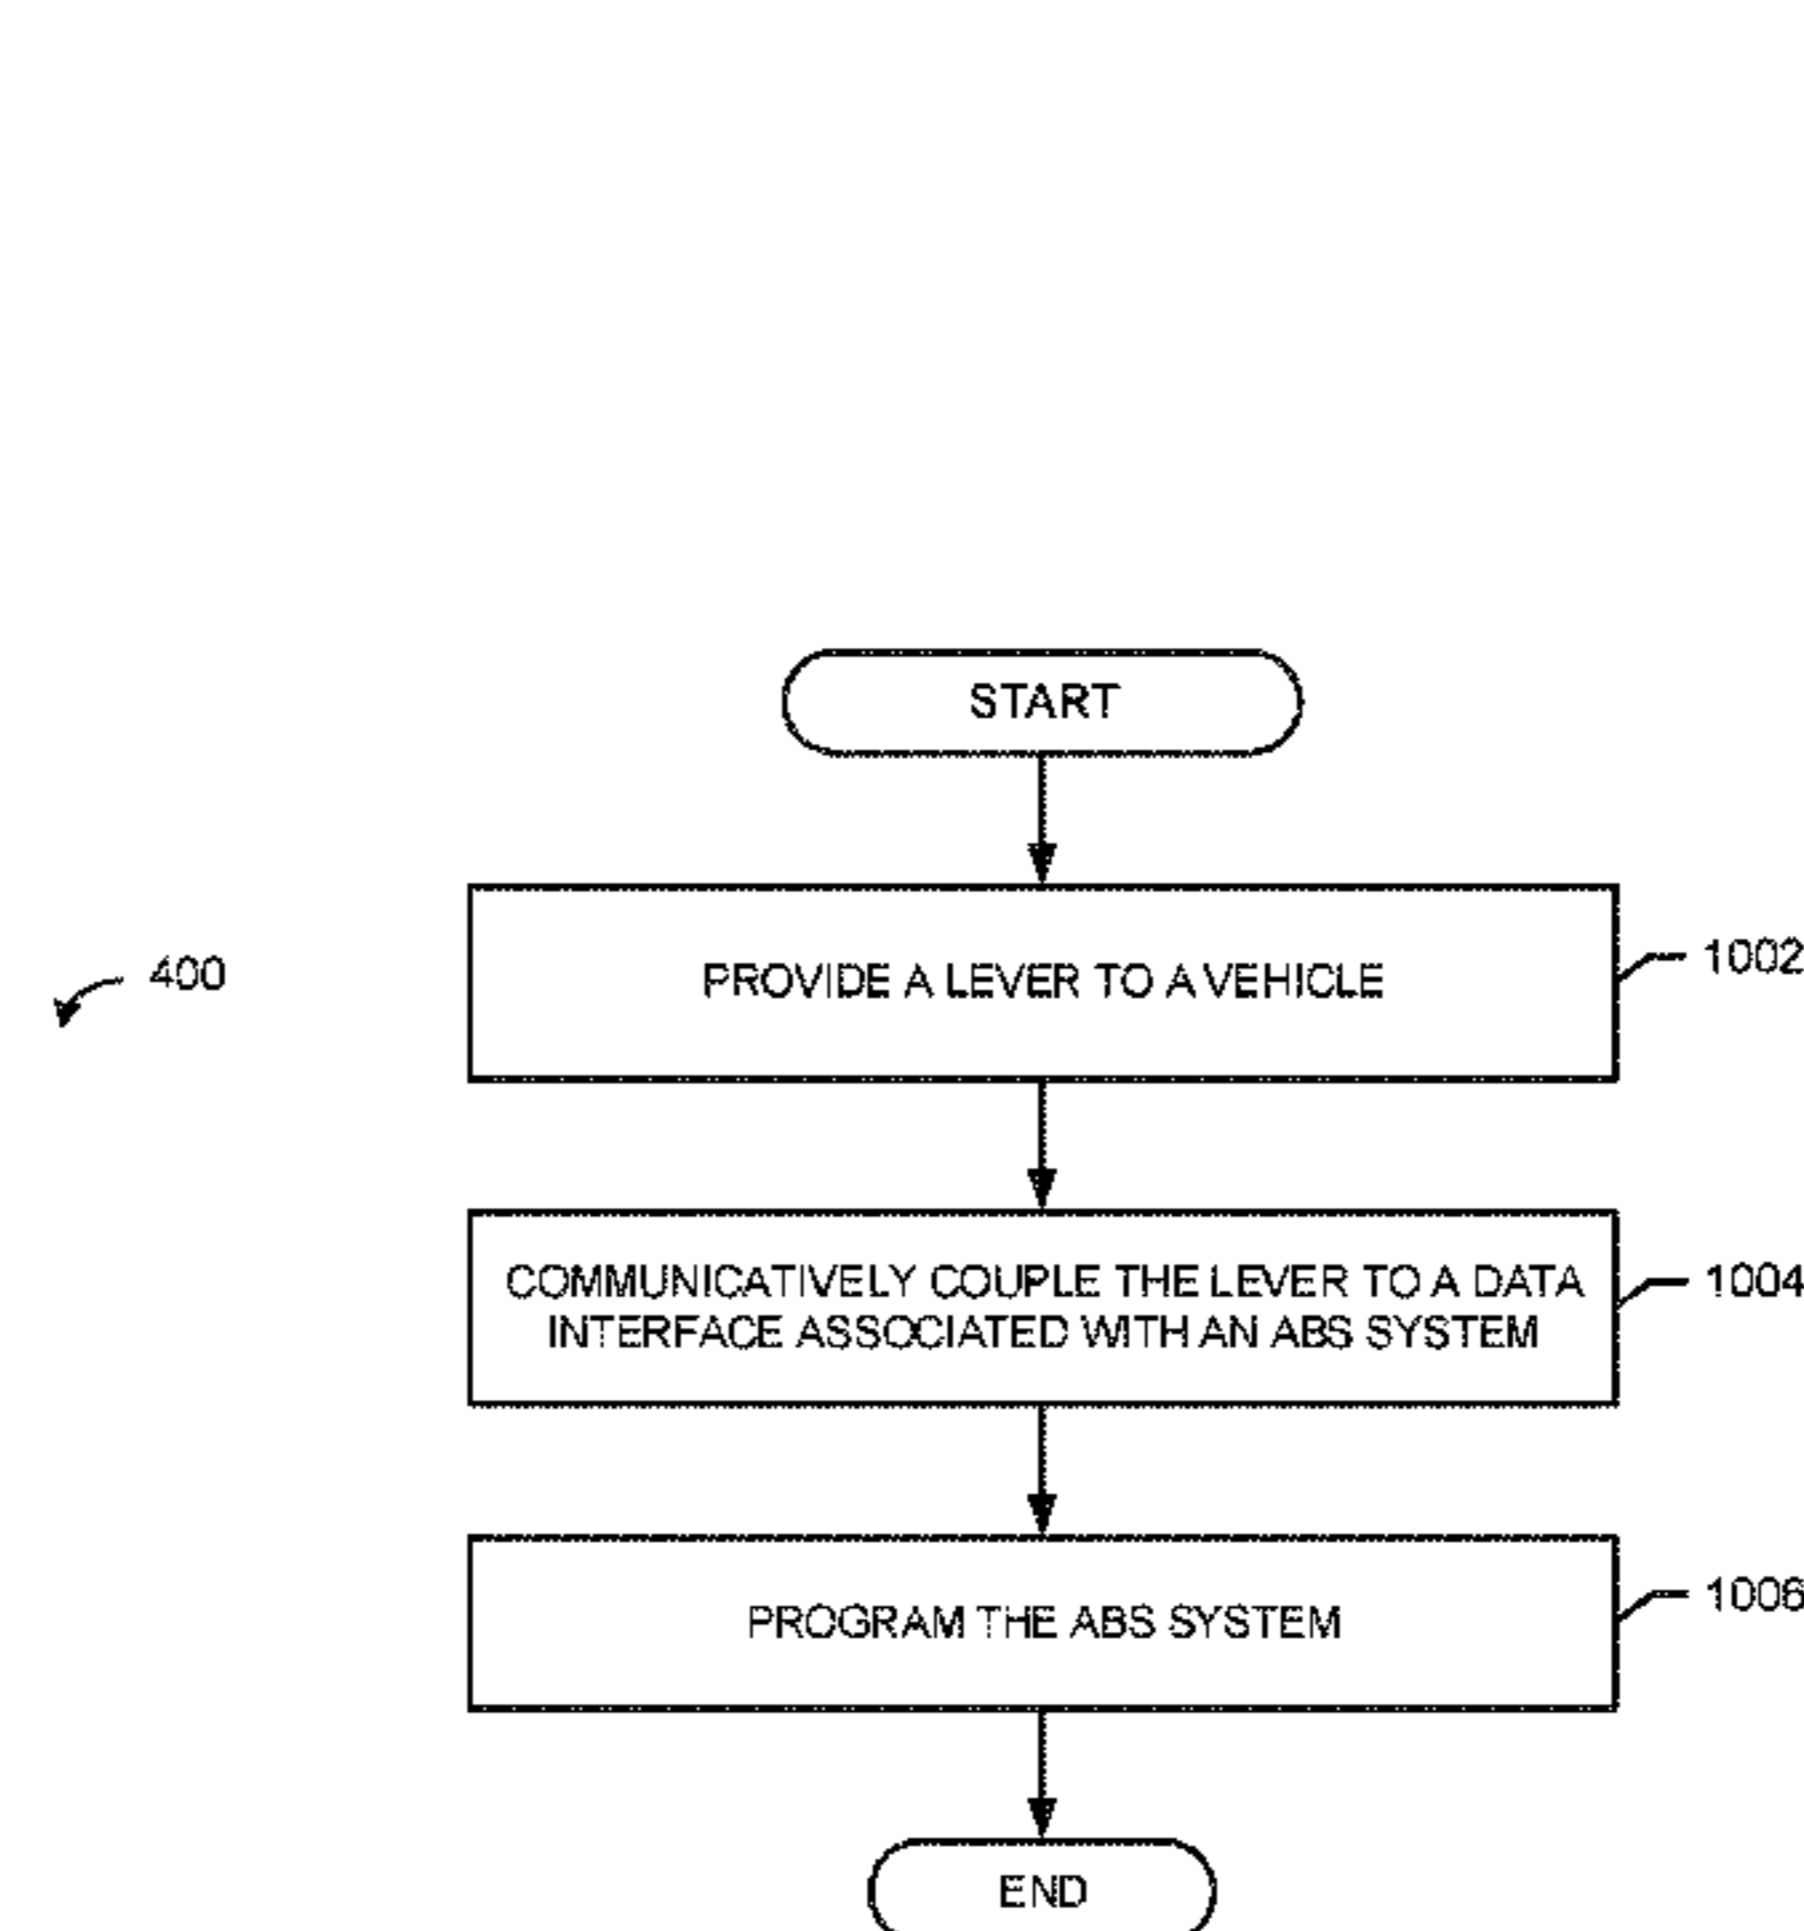 START
400
PROVIDE A LEVER TO A VEHICLE
1002
COMMUNICATIVELY COUPLE THE LEVER TO A DATA
INTERFACE ASSOCIATED WITH AN ABS SYSTEM
1004
PROGRAM THE ABS SYSTEM
1006
END